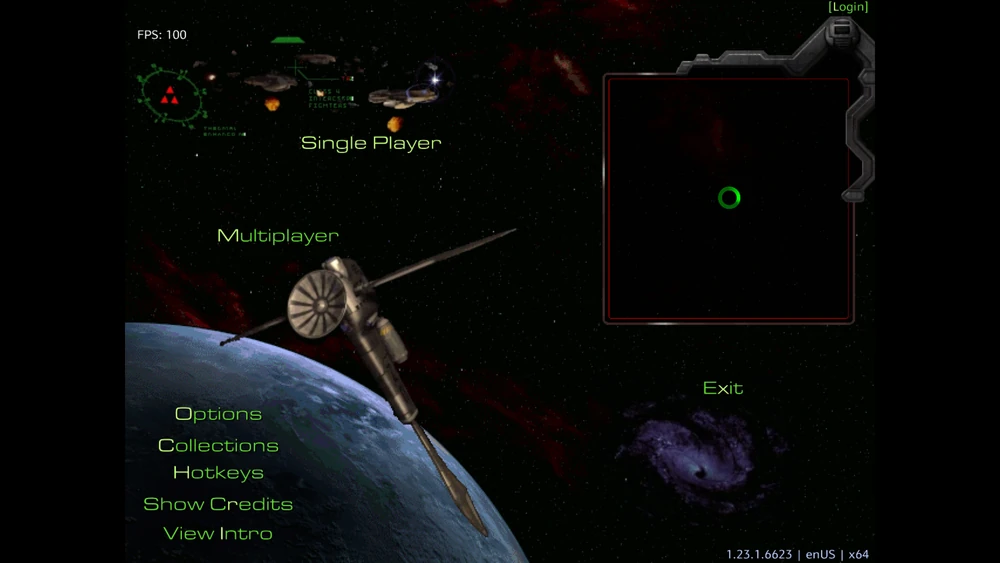 [Login]
FPS: 100
Single Player
Multiplayer
Exit
Options
Collections
Hotkeys
Show Credits
View Intro
1.23.1.6623 | enUS | x64